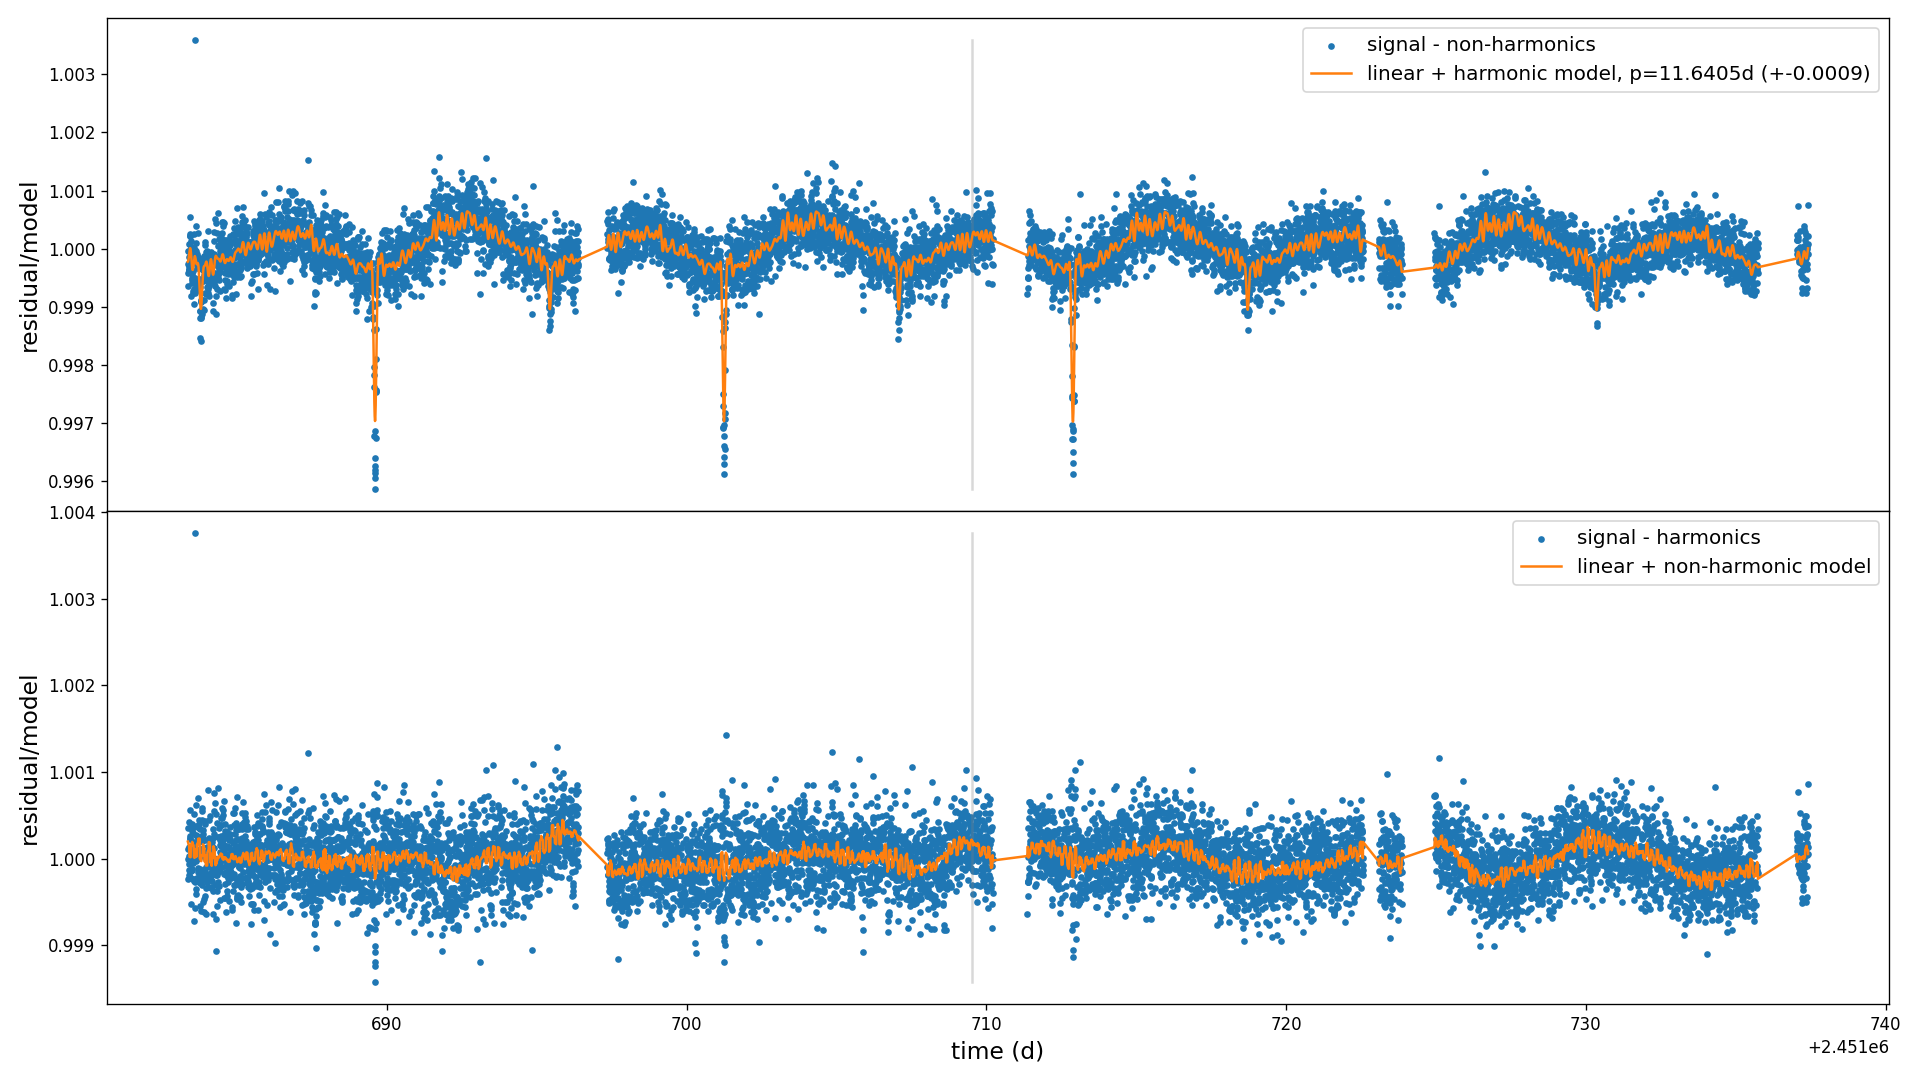 signal - non-harmonics
linear + harmonic model, p=11.6405d (+-0.0009)
residual/model
1.003
1.002
1.001
1.000
0.999
0.998
0.997
0.996
signal - harmonics
linear + non-harmonic model
residual/model
1.004
1.003
1.002
1.001
1.000
0.999
690
700
710
720
730
740
time (d)
+2.451e6